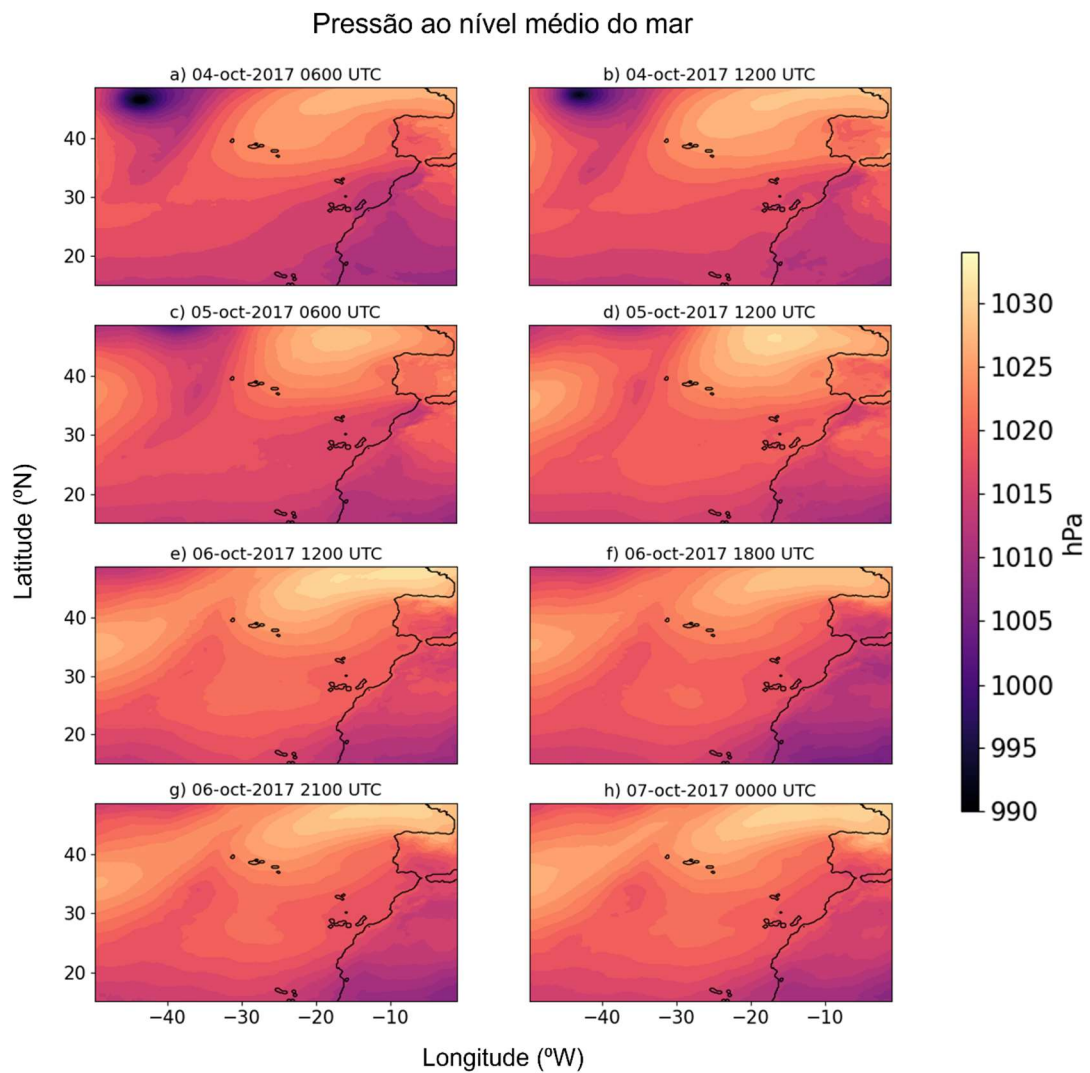 Pressão ao nível médio do mar
a) 04-oct-2017 0600 UTC
b) 04-oct-2017 1200 UTC
40
30
20
c) 05-oct-2017 0600 UTC
d) 05-oct-2017 1200 UTC
40
30
20
e) 06-oct-2017 1200 UTC
f) 06-oct-2017 1800 UTC
40
30
20
g) 06-oct-2017 2100 UTC
h) 07-oct-2017 0000 UTC
40
30
20
−40 −30 −20 −10
−40 −30 −20 −10
Latitude (ºN)
Longitude (ºW)
1030
1025
1020
1015
1010
1005
1000
995
990
hPa